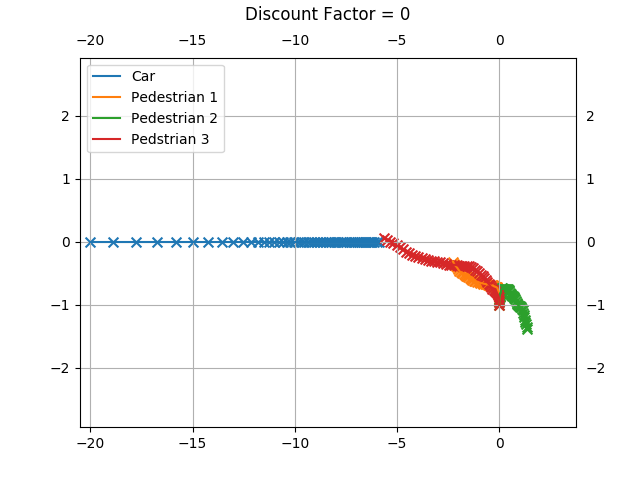 Discount Factor = 0
−20 −15 −10 −5 0
Car
Pedestrian 1
Pedestrian 2
Pedstrian 3
2 2
1 1
0 0
−1 −1
−2 −2
−20 −15 −10 −5 0